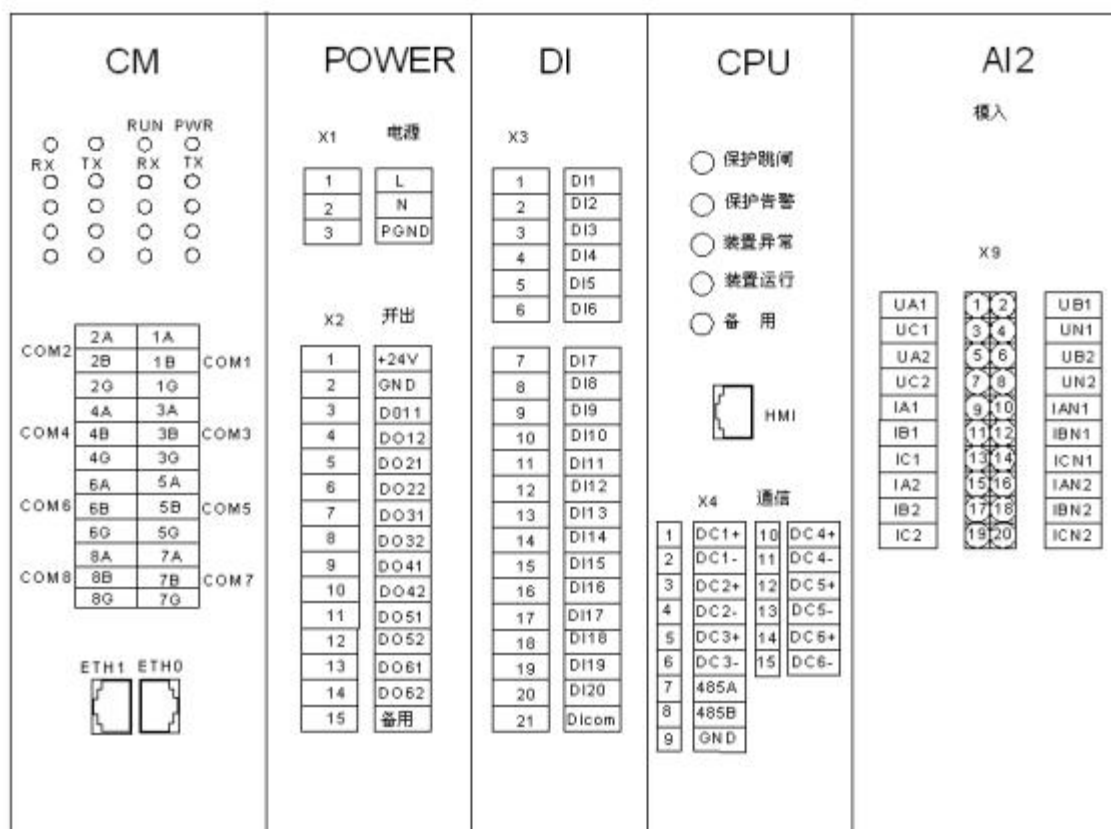 CM
RUN PWR
RX TX RX TX
COM2 COM1
2A 1A
2B 1B
2G 1G
COM4 COM3
4A 3A
4B 3B
4G 3G
COM6 COM5
6A 5A
6B 5B
6G 5G
COM8 COM7
8A 7A
8B 7B
8G 7G
ETH1 ETH0
POWER
X1 电源
1 L
2 N
3 PGND
X2 开出
1 +24V
2 GND
3 D011
4 DO12
5 DO21
6 DO22
7 DO31
8 DO32
9 DO41
10 DO42
11 DO51
12 DO52
13 DO61
14 DO62
15 备用
DI
X3
1 DI1
2 DI2
3 DI3
4 DI4
5 DI5
6 DI6
7 DI7
8 DI8
9 DI9
10 DI10
11 DI11
12 DI12
13 DI13
14 DI14
15 DI15
16 DI16
17 DI17
18 DI18
19 DI19
20 DI20
21 DIcom
CPU
保护跳闸
保护告警
装置异常
装置运行
备 用
HMI
X4 通信
1 DC1+ 10 DC4+
2 DC1- 11 DC4-
3 DC2+ 12 DC5+
4 DC2- 13 DC5-
5 DC3+ 14 DC6+
6 DC3- 15 DC6-
7 485A
8 485B
9 GND
AI2
模入
X9
UA1 1 2 UB1
UC1 3 4 UN1
UA2 5 6 UB2
UC2 7 8 UN2
IA1 9 10 IAN1
IB1 11 12 IBN1
IC1 13 14 ICN1
IA2 15 16 IAN2
IB2 17 18 IBN2
IC2 19 20 ICN2